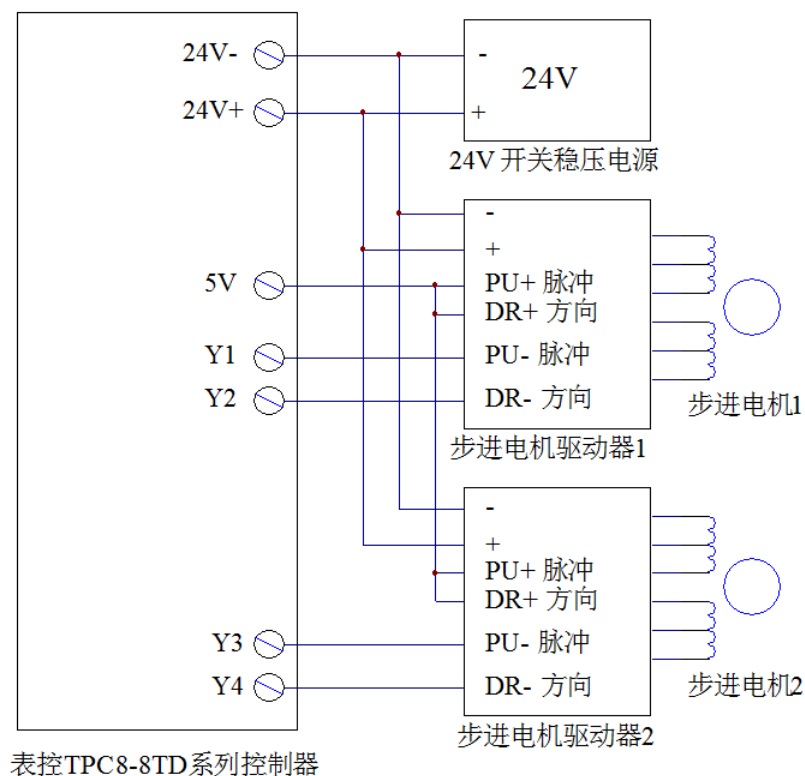 24V-
24V+
5V
Y1
Y2
Y3
Y4
表控TPC8-8TD系列控制器
-
24V
+
24V 开关稳压电源
-
+
PU+ 脉冲
DR+ 方向
PU- 脉冲
DR- 方向
步进电机驱动器1
步进电机1
-
+
PU+ 脉冲
DR+ 方向
PU- 脉冲
DR- 方向
步进电机驱动器2
步进电机2